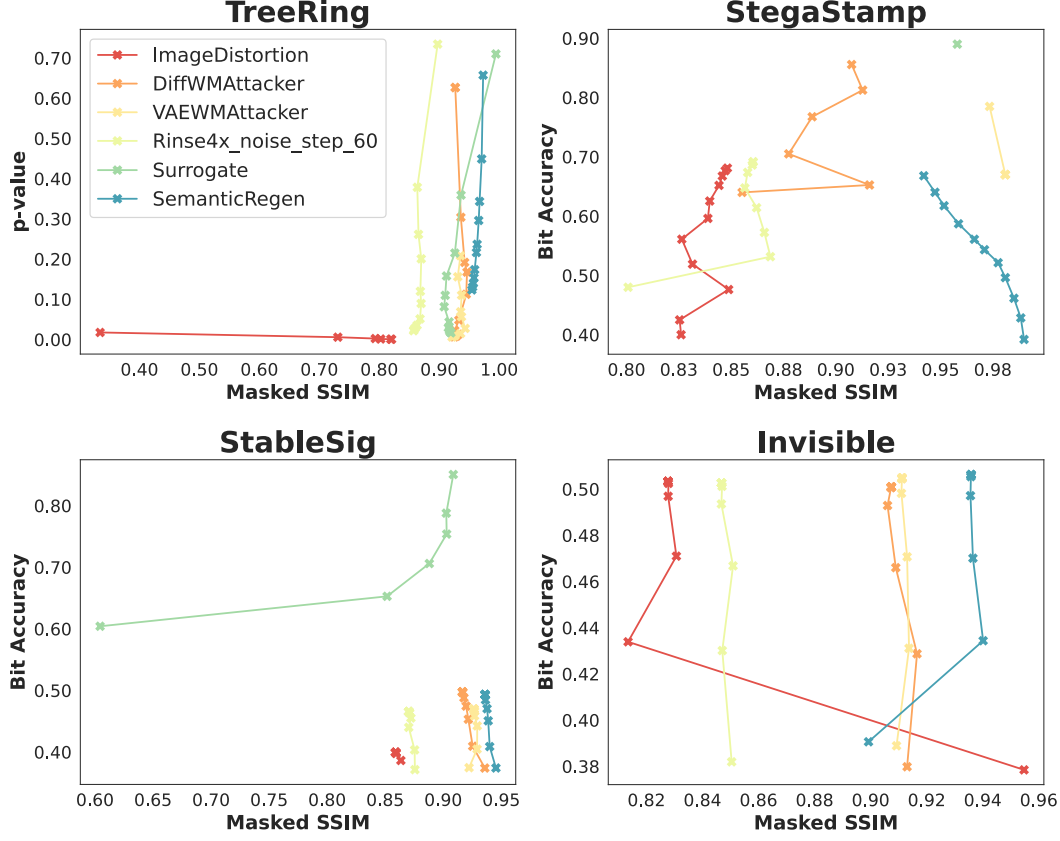 TreeRing
StegaStamp
0.70
0.60
0.50
0.40
0.30
0.20
0.10
0.00
p-value
ImageDistortion
DiffWMAttacker
VAEWMAttacker
Rinse4x_noise_step_60
Surrogate
SemanticRegen
0.40 0.50 0.60 0.70 0.80 0.90 1.00
Masked SSIM
0.90
0.80
0.70
0.60
0.50
0.40
Bit Accuracy
0.80 0.83 0.85 0.88 0.90 0.93 0.95 0.98
Masked SSIM
StableSig
Invisible
0.80
0.70
0.60
0.50
0.40
Bit Accuracy
0.60 0.65 0.70 0.75 0.80 0.85 0.90 0.95
Masked SSIM
0.50
0.48
0.46
0.44
0.42
0.40
0.38
Bit Accuracy
0.82 0.84 0.86 0.88 0.90 0.92 0.94 0.96
Masked SSIM